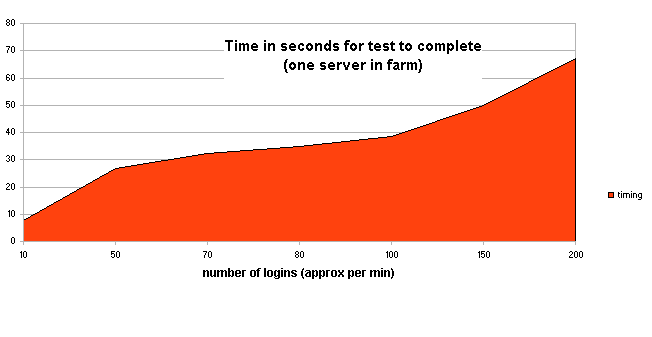 Time in seconds for test to complete
(one server in farm)
80
70
60
50
40
30
20
10
0
10 50 70 80 100 150 200
number of logins (approx per min)
timing